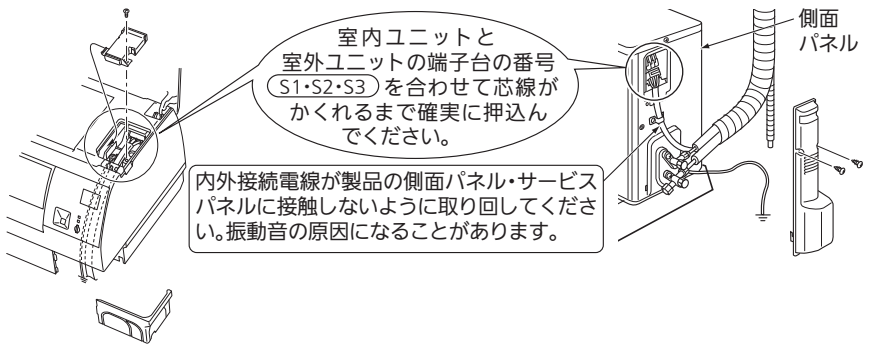 室内ユニットと
室外ユニットの端子台の番号
S1・S2・S3を合わせて芯線が
かくれるまで確実に押込ん
でください。
側面
パネル
内外接続電線が製品の側面パネル・サービス
パネルに接触しないように取り回してくださ
い。振動音の原因になることがあります。